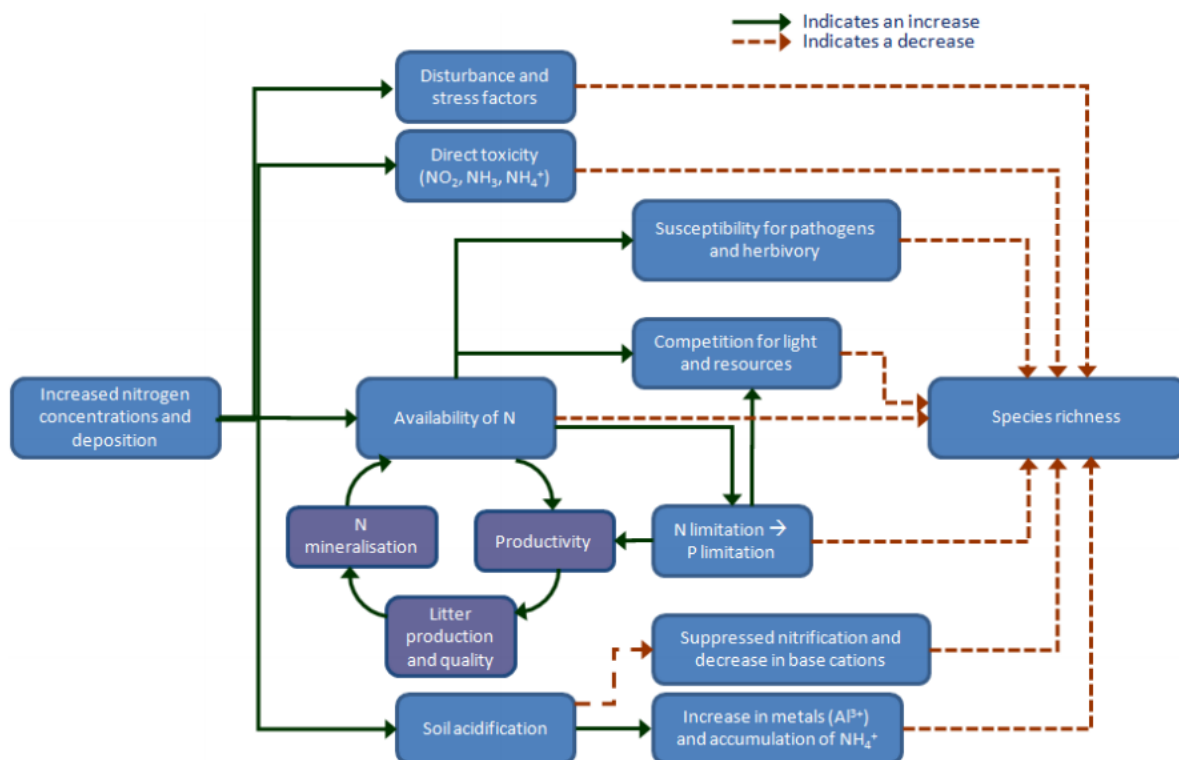 Indicates an increase
Indicates a decrease
Disturbance and
stress factors
Direct toxicity
(NO₂, NH₃, NH₄⁺)
Susceptibility for pathogens
and herbivory
Competition for light
and resources
Increased nitrogen
concentrations and
deposition
Availability of N
Species richness
N
mineralisation
Productivity
N limitation →
P limitation
Litter
production
and quality
Suppressed nitrification and
decrease in base cations
Soil acidification
Increase in metals (Al³⁺)
and accumulation of NH₄⁺